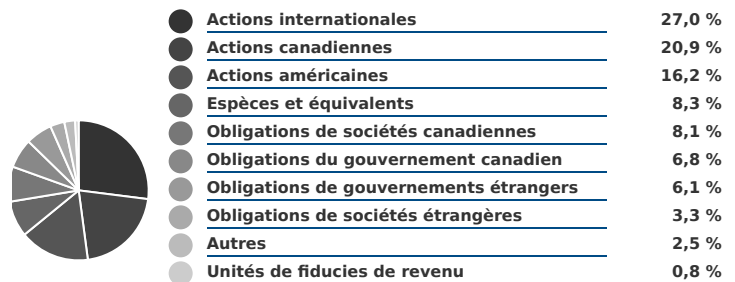 Actions internationales 27,0 %
Actions canadiennes 20,9 %
Actions américaines 16,2 %
Espèces et équivalents 8,3 %
Obligations de sociétés canadiennes 8,1 %
Obligations du gouvernement canadien 6,8 %
Obligations de gouvernements étrangers 6,1 %
Obligations de sociétés étrangères 3,3 %
Autres 2,5 %
Unités de fiducies de revenu 0,8 %